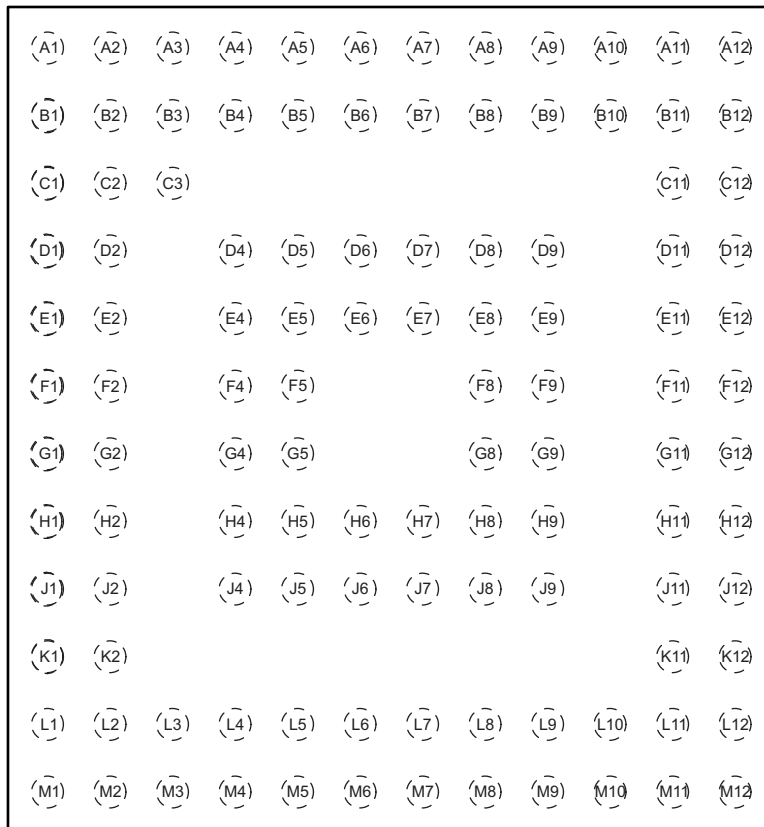 A1 A2 A3 A4 A5 A6 A7 A8 A9 A10 A11 A12
B1 B2 B3 B4 B5 B6 B7 B8 B9 B10 B11 B12
C1 C2 C3 C11 C12
D1 D2 D4 D5 D6 D7 D8 D9 D11 D12
E1 E2 E4 E5 E6 E7 E8 E9 E11 E12
F1 F2 F4 F5 F8 F9 F11 F12
G1 G2 G4 G5 G8 G9 G11 G12
H1 H2 H4 H5 H6 H7 H8 H9 H11 H12
J1 J2 J4 J5 J6 J7 J8 J9 J11 J12
K1 K2 K11 K12
L1 L2 L3 L4 L5 L6 L7 L8 L9 L10 L11 L12
M1 M2 M3 M4 M5 M6 M7 M8 M9 M10 M11 M12